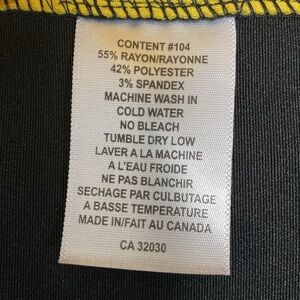 CONTENT #104
55% RAYON/RAYONNE
42% POLYESTER
3% SPANDEX
MACHINE WASH IN
COLD WATER
NO BLEACH
TUMBLE DRY LOW
LAVER A LA MACHINE
A L'EAU FROIDE
NE PAS BLANCHIR
SECHAGE PAR CULBUTAGE
A BASSE TEMPERATURE
MADE IN/FAIT AU CANADA
CA 32030